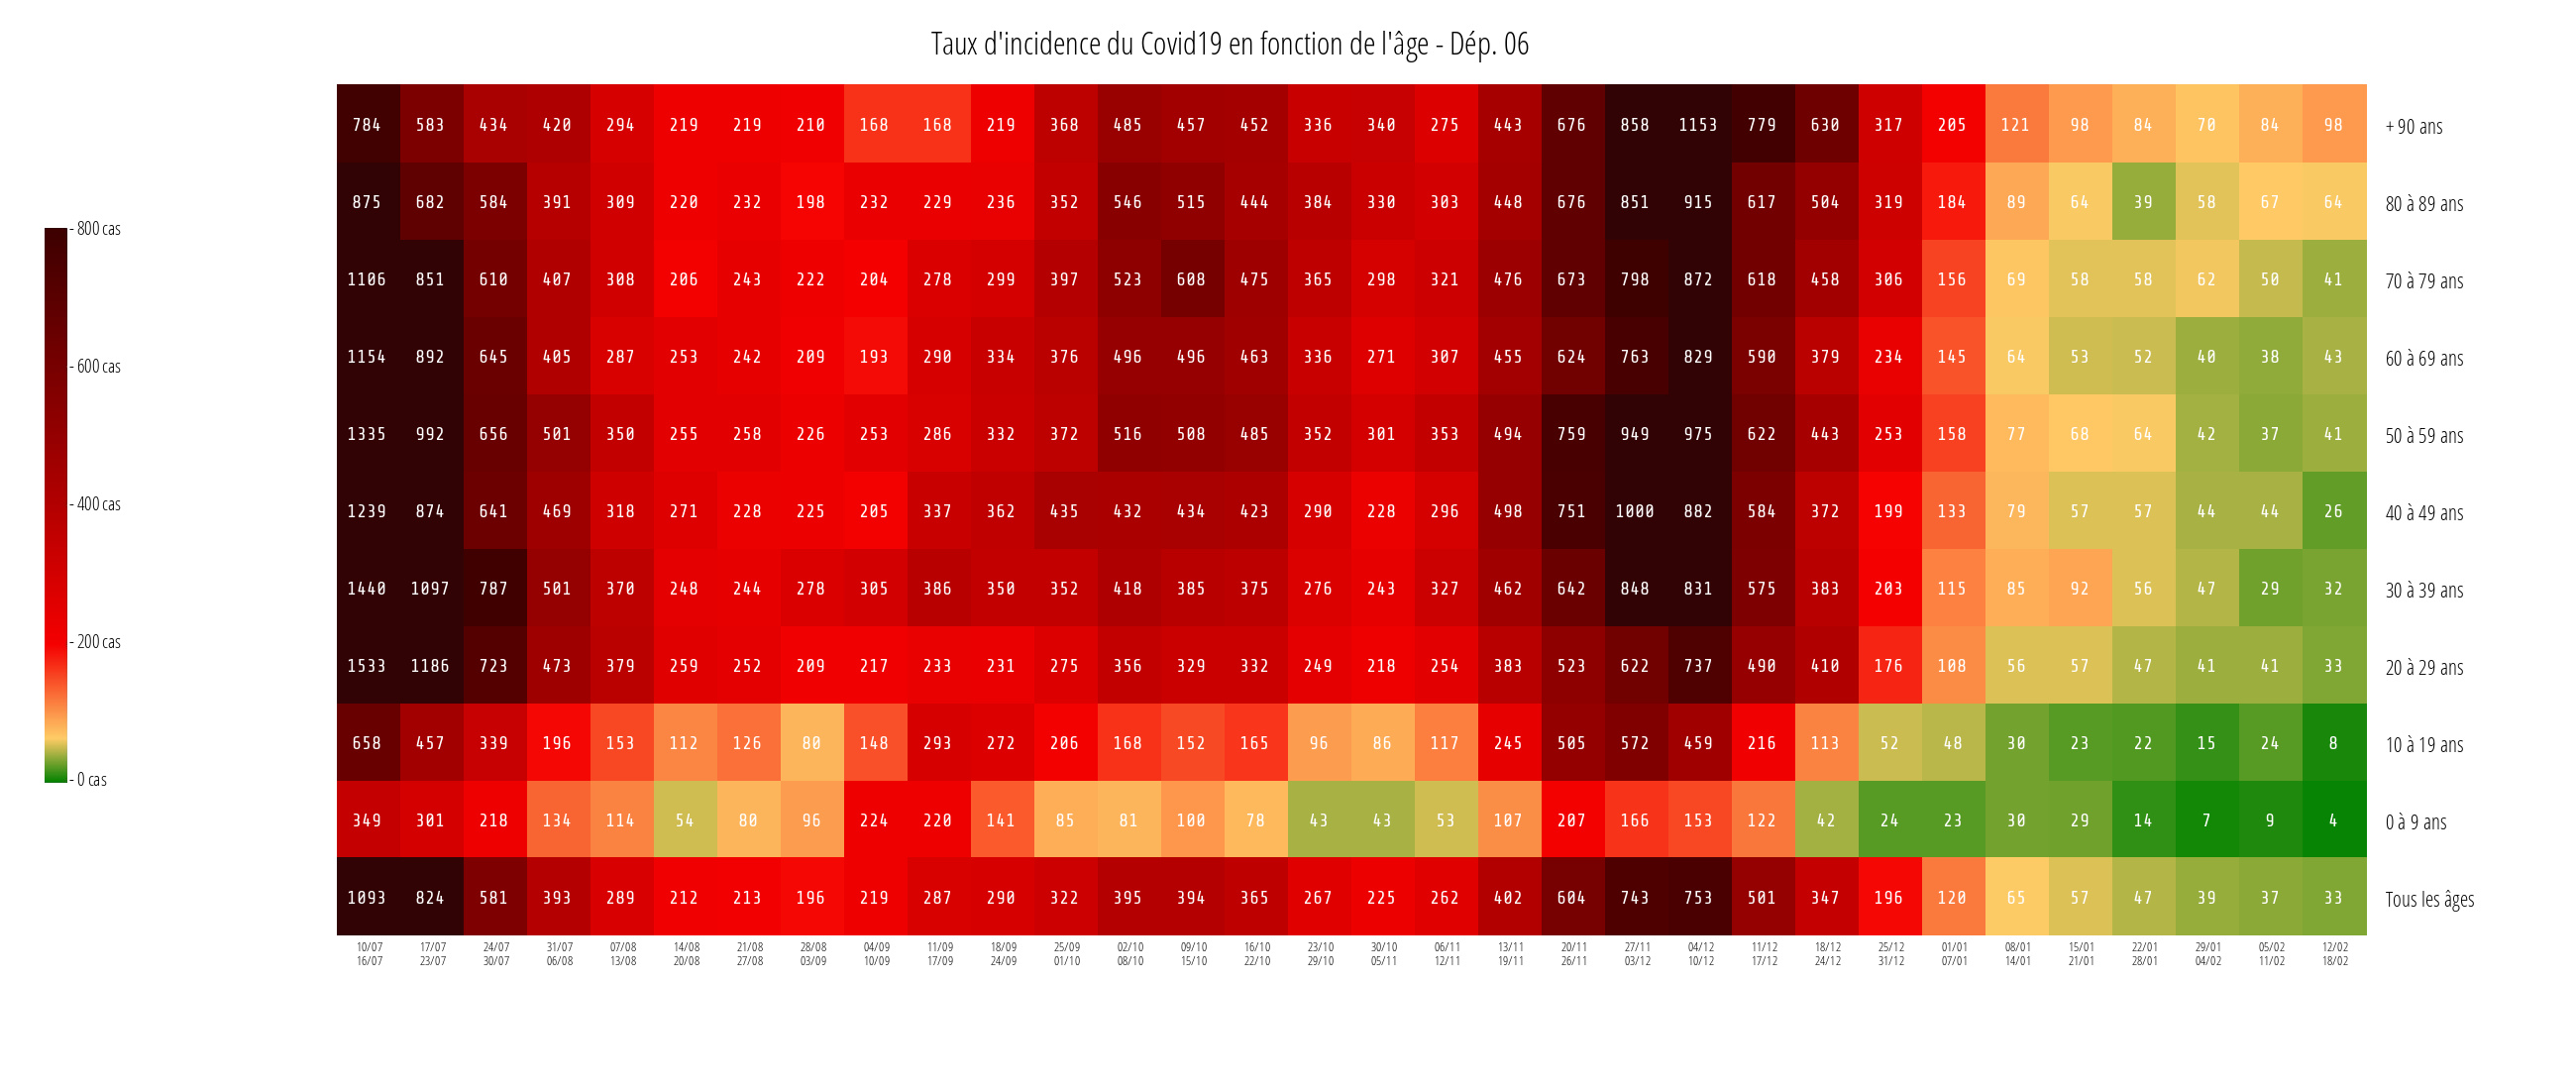 Taux d'incidence du Covid19 en fonction de l'âge - Dép. 06
- 800 cas
- 600 cas
- 400 cas
- 200 cas
- 0 cas
784 583 434 420 294 219 219 210 168 168 219 368 485 457 452 336 340 275 443 676 858 1153 779 630 317 205 121 98 84 70 84 98 + 90 ans
875 682 584 391 309 220 232 198 232 229 236 352 546 515 444 384 330 303 448 676 851 915 617 504 319 184 89 64 39 58 67 64 80 à 89 ans
1106 851 610 407 308 206 243 222 204 278 299 397 523 608 475 365 298 321 476 673 798 872 618 458 306 156 69 58 58 62 50 41 70 à 79 ans
1154 892 645 405 287 253 242 209 193 290 334 376 496 496 463 336 271 307 455 624 763 829 590 379 234 145 64 53 52 40 38 43 60 à 69 ans
1335 992 656 501 350 255 258 226 253 286 332 372 516 508 485 352 301 353 494 759 949 975 622 443 253 158 77 68 64 42 37 41 50 à 59 ans
1239 874 641 469 318 271 228 225 205 337 362 435 432 434 423 290 228 296 498 751 1000 882 584 372 199 133 79 57 57 44 44 26 40 à 49 ans
1440 1097 787 501 370 248 244 278 305 386 350 352 418 385 375 276 243 327 462 642 848 831 575 383 203 115 85 92 56 47 29 32 30 à 39 ans
1533 1186 723 473 379 259 252 209 217 233 231 275 356 329 332 249 218 254 383 523 622 737 490 410 176 108 56 57 47 41 41 33 20 à 29 ans
658 457 339 196 153 112 126 80 148 293 272 206 168 152 165 96 86 117 245 505 572 459 216 113 52 48 30 23 22 15 24 8 10 à 19 ans
349 301 218 134 114 54 80 96 224 220 141 85 81 100 78 43 43 53 107 207 166 153 122 42 24 23 30 29 14 7 9 4 0 à 9 ans
1093 824 581 393 289 212 213 196 219 287 290 322 395 394 365 267 225 262 402 604 743 753 501 347 196 120 65 57 47 39 37 33 Tous les âges
10/07 17/07 24/07 31/07 07/08 14/08 21/08 28/08 04/09 11/09 18/09 25/09 02/10 09/10 16/10 23/10 30/10 06/11 13/11 20/11 27/11 04/12 11/12 18/12 25/12 01/01 08/01 15/01 22/01 29/01 05/02 12/02
16/07 23/07 30/07 06/08 13/08 20/08 27/08 03/09 10/09 17/09 24/09 01/10 08/10 15/10 22/10 29/10 05/11 12/11 19/11 26/11 03/12 10/12 17/12 24/12 31/12 07/01 14/01 21/01 28/01 04/02 11/02 18/02